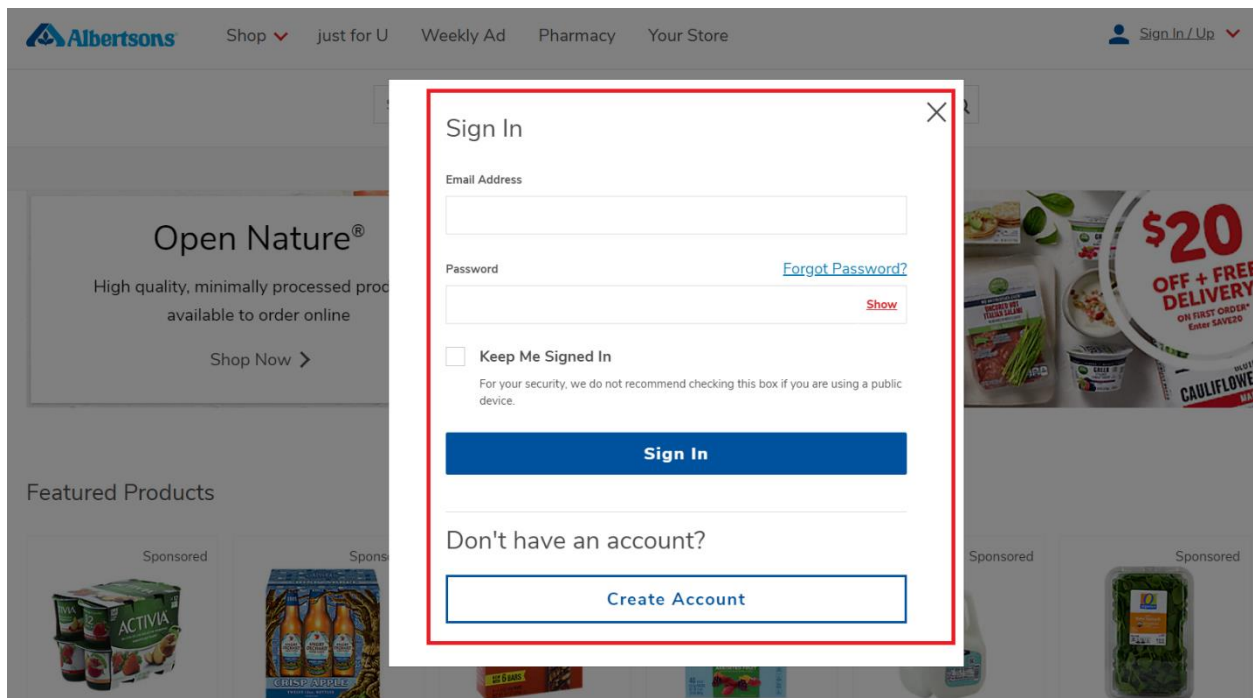 Albertsons
Shop
just for U
Weekly Ad
Pharmacy
Your Store
Sign In / Up
Sign In
Email Address
Password
Forgot Password?
Show
Keep Me Signed In
For your security, we do not recommend checking this box if you are using a public
device.
Sign In
Don't have an account?
Create Account
Open Nature®
High quality, minimally processed
available to order online
Shop Now
$20
OFF + FREE
DELIVERY
ON FIRST ORDER*
Enter SAVE20
Featured Products
Sponsored
ACTIVIA
CRISP APPLE
6 BARS
Sponsored
Sponsored